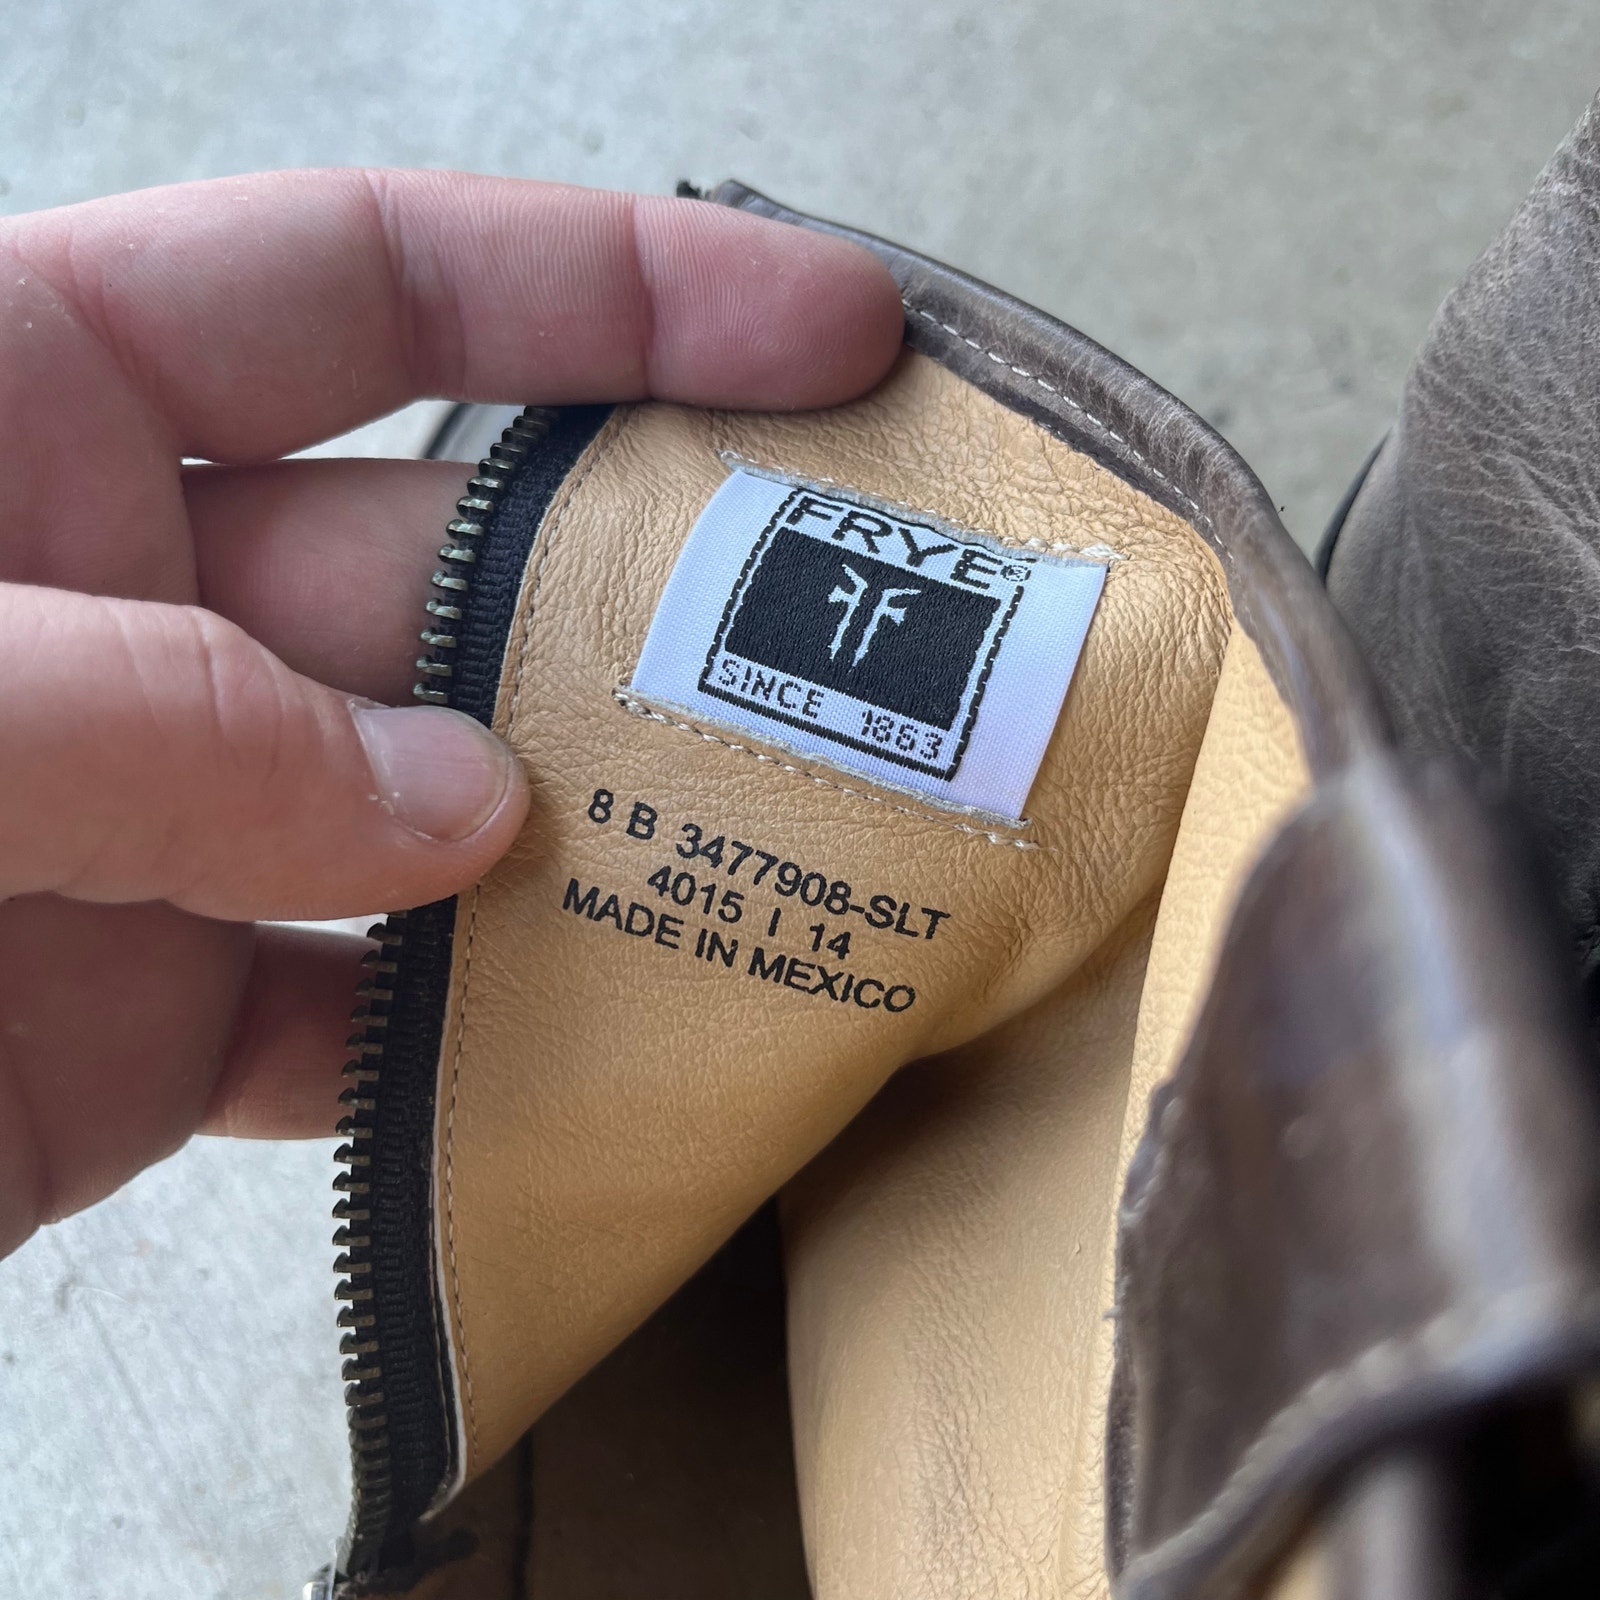 FRYE®
SINCE 1863
8 B 3477908-SLT
4015 I 14
MADE IN MEXICO